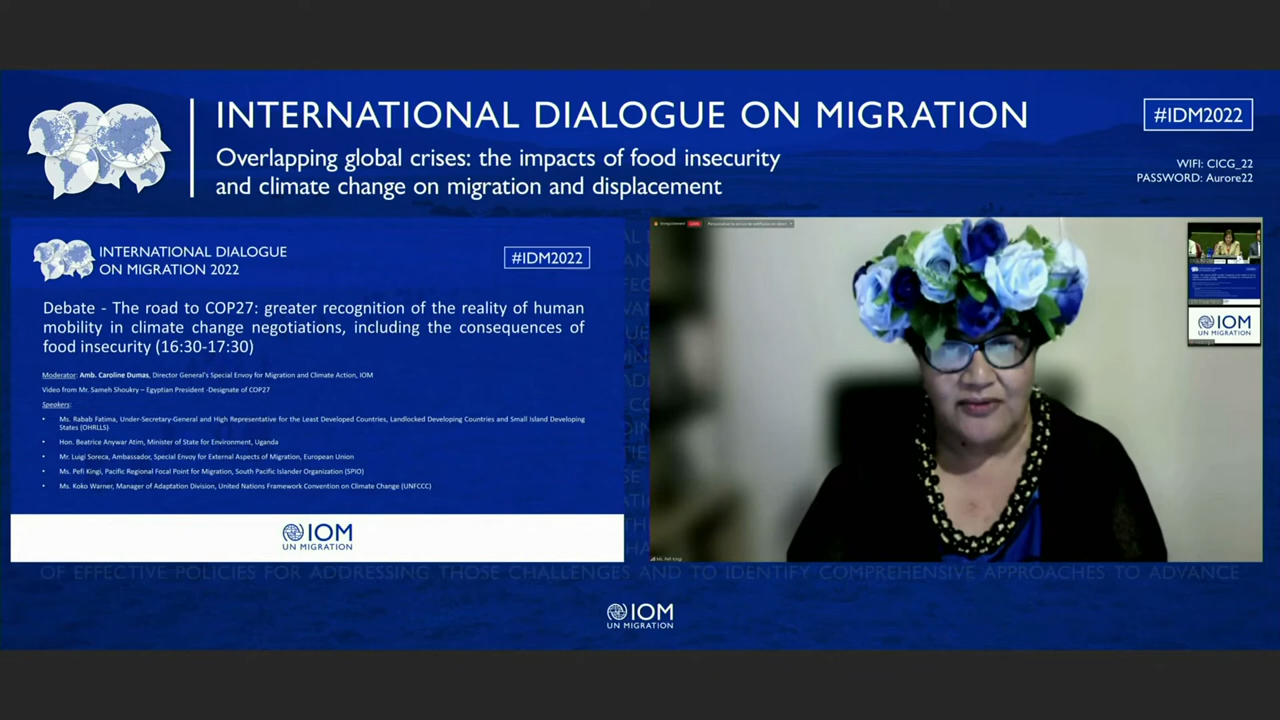 INTERNATIONAL DIALOGUE ON MIGRATION
Overlapping global crises: the impacts of food insecurity
and climate change on migration and displacement
#IDM2022
WIFI: CICG_22
PASSWORD: Aurore22
INTERNATIONAL DIALOGUE
ON MIGRATION 2022
#IDM2022
Debate - The road to COP27: greater recognition of the reality of human
mobility in climate change negotiations, including the consequences of
food insecurity (16:30-17:30)
Moderator: Amb. Caroline Dumas, Director General's Special Envoy for Migration and Climate Action, IOM
Video from Mr. Sameh Shoukry – Egyptian President -Designate of COP27
Speakers:
• Ms. Rabab Fatima, Under-Secretary-General and High Representative for the Least Developed Countries, Landlocked Developing Countries and Small Island Developing
States (OHRLLS)
• Hon. Beatrice Anywar Atim, Minister of State for Environment, Uganda
• Mr. Luigi Soreca, Ambassador, Special Envoy for External Aspects of Migration, European Union
• Ms. Pefi Kingi, Pacific Regional Focal Point for Migration, South Pacific Islander Organization (SPIO)
• Ms. Koko Warner, Manager of Adaptation Division, United Nations Framework Convention on Climate Change (UNFCCC)
IOM
UN MIGRATION
Ms. Pefi Kingi
IOM
UN MIGRATION
OF EFFECTIVE POLICIES FOR ADDRESSING THOSE CHALLENGES AND TO IDENTIFY COMPREHENSIVE APPROACHES TO ADVANCE
IOM
UN MIGRATION